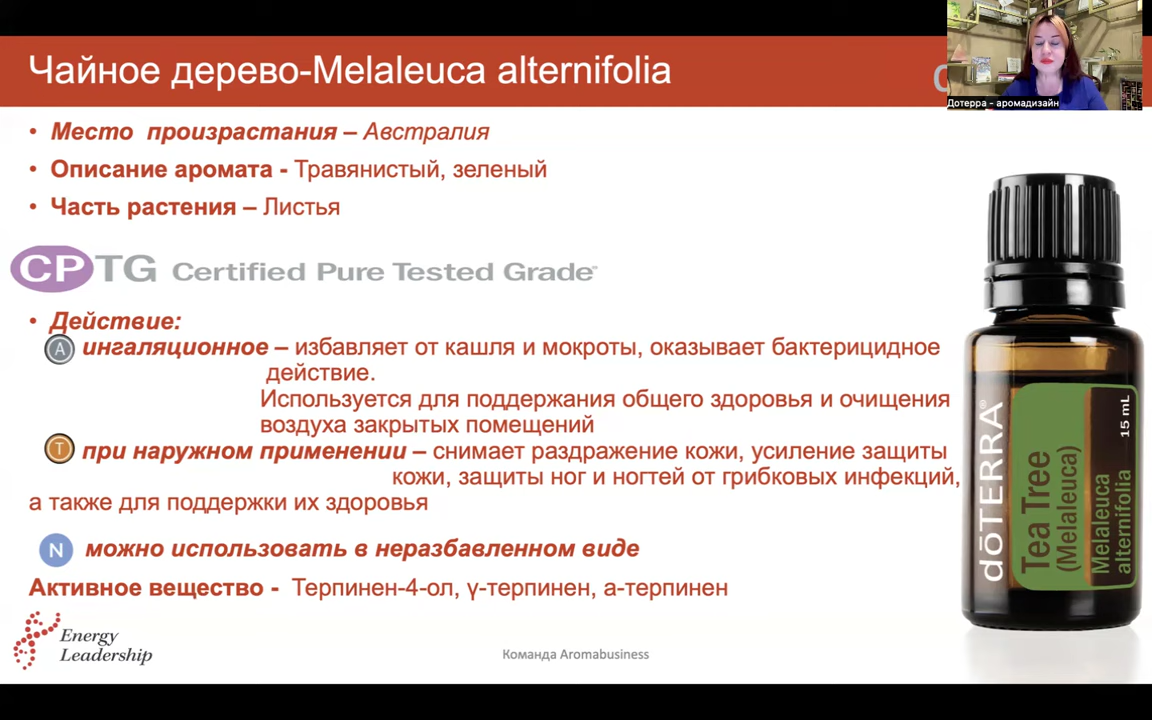 Чайное дерево-Melaleuca alternifolia
Дотерра - аромадизайн
• Место произрастания – Австралия
• Описание аромата - Травянистый, зеленый
• Часть растения – Листья
CPTG Certified Pure Tested Grade
• Действие:
A ингаляционное – избавляет от кашля и мокроты, оказывает бактерицидное
действие.
Используется для поддержания общего здоровья и очищения
воздуха закрытых помещений
T при наружном применении – снимает раздражение кожи, усиление защиты
кожи, защиты ног и ногтей от грибковых инфекций,
а также для поддержки их здоровья
N можно использовать в неразбавленном виде
Активное вещество - Терпинен-4-ол, γ-терпинен, а-терпинен
Energy
Leadership
Команда Aromabusiness
dōTERRA®
Tea Tree
(Melaleuca)
Melaleuca
alternifolia
15 mL